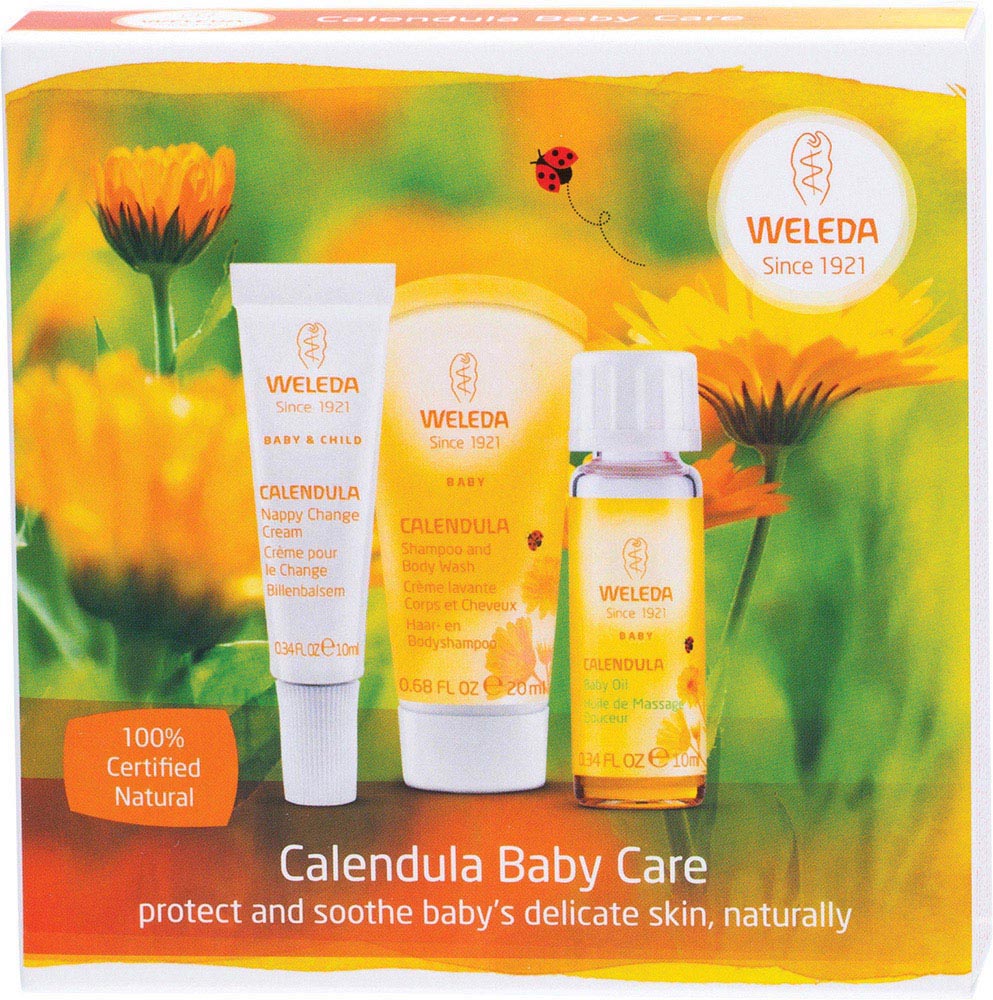 Calendula Baby Care
WELEDA
Since 1921
WELEDA
Since 1921
BABY & CHILD
CALENDULA
Nappy Change
Cream
Crème pour
le Change
Billenbalsem
0.34 FL OZ ℮ 10ml
WELEDA
Since 1921
BABY
CALENDULA
Shampoo and
Body Wash
Crème lavante
Corps et Cheveux
Haar- en
Bodyshampoo
0.68 FL OZ ℮ 20ml
WELEDA
Since 1921
BABY
CALENDULA
Baby Oil
Huile de Massage
Douceur
0.34 FL OZ ℮ 10ml
100%
Certified
Natural
Calendula Baby Care
protect and soothe baby's delicate skin, naturally